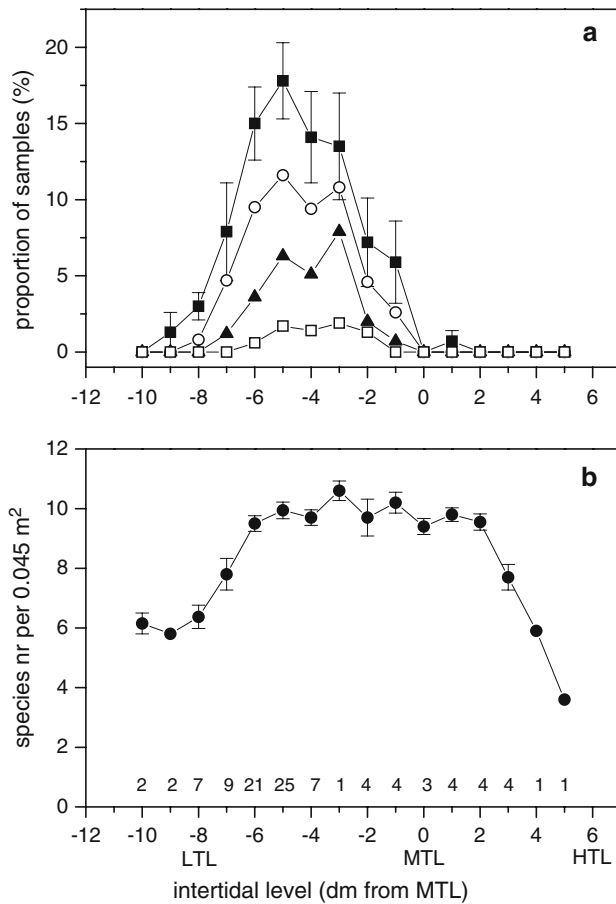 a
proportion of samples (%)
20
15
10
5
0
-12 -10 -8 -6 -4 -2 0 2 4 6
b
species nr per 0.045 m²
12
10
8
6
4
2
0
2 2 7 9 21 25 7 1 4 4 3 4 4 4 1 1
-12 -10 -8 -6 -4 -2 0 2 4 6
LTL MTL HTL
intertidal level (dm from MTL)